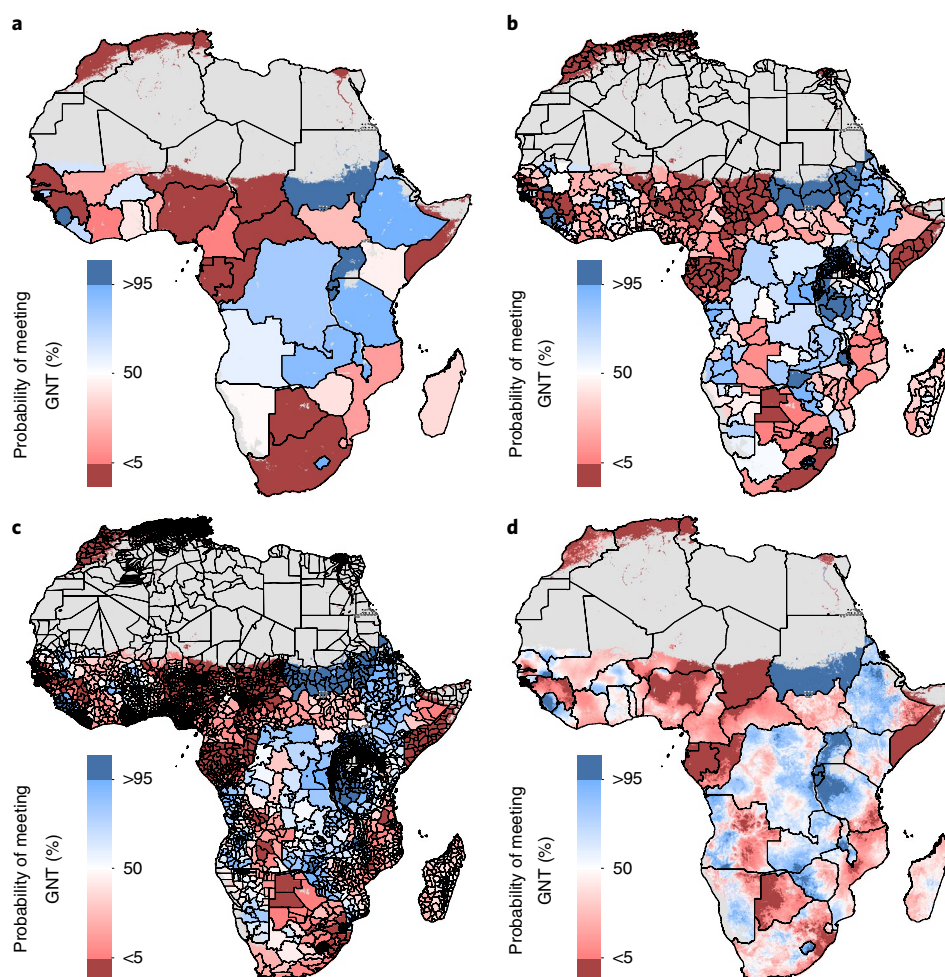 a
b
Probability of meeting
GNT (%)
>95
50
<5
Probability of meeting
GNT (%)
>95
50
<5
c
d
Probability of meeting
GNT (%)
>95
50
<5
Probability of meeting
GNT (%)
>95
50
<5